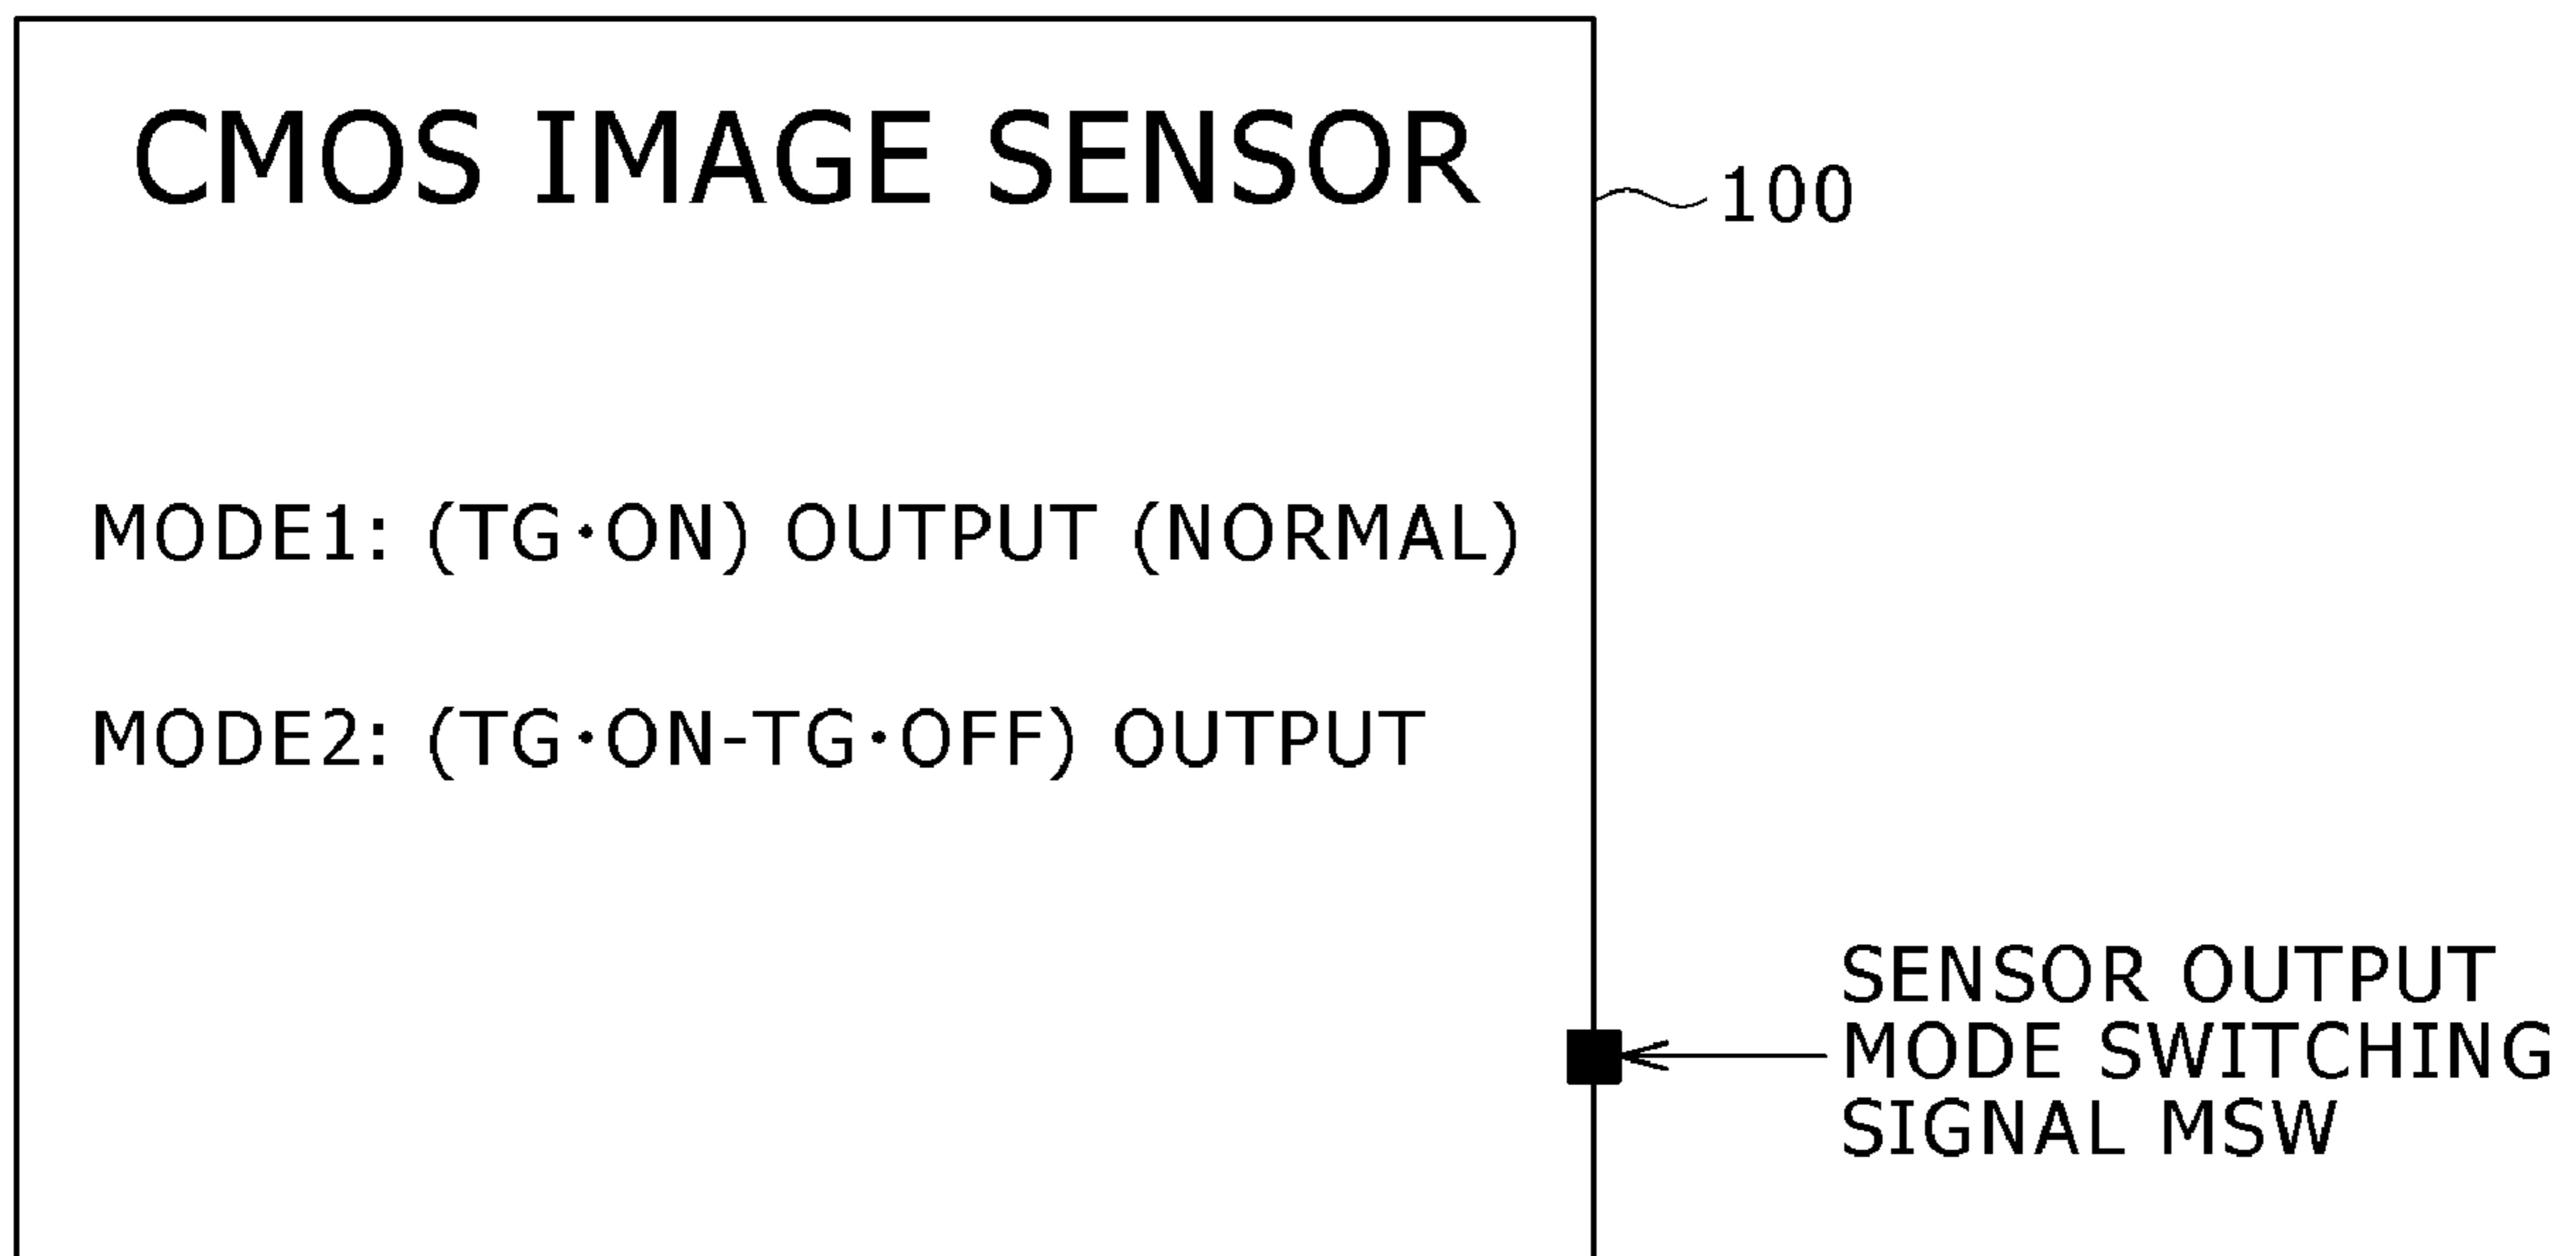 CMOS IMAGE SENSOR
100
MODE1: (TG·ON) OUTPUT (NORMAL)
MODE2: (TG·ON-TG·OFF) OUTPUT
SENSOR OUTPUT
MODE SWITCHING
SIGNAL MSW